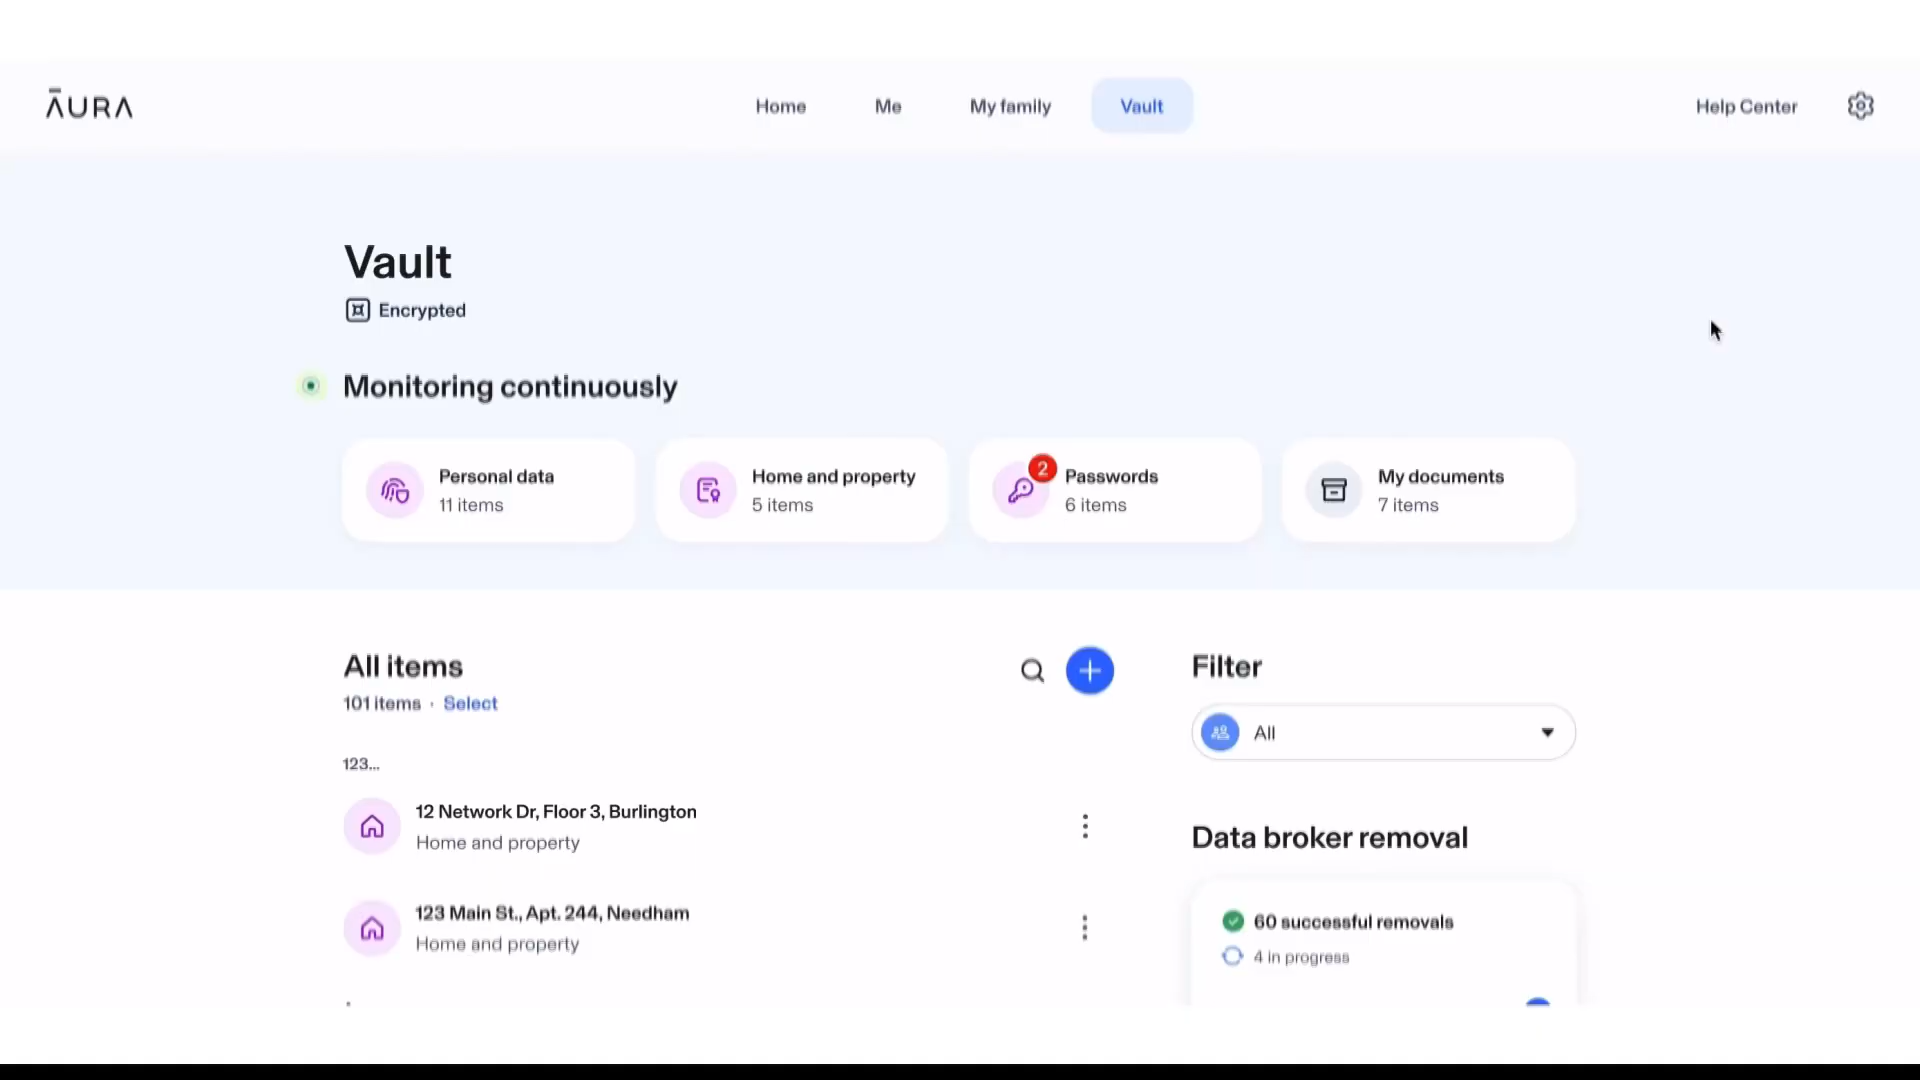 ĀURA
Home
Me
My family
Vault
Help Center
Vault
Encrypted
Monitoring continuously
Personal data
11 items
Home and property
5 items
2
Passwords
6 items
My documents
7 items
All items
101 items · Select
123...
12 Network Dr, Floor 3, Burlington
Home and property
123 Main St., Apt. 244, Needham
Home and property
Filter
All
Data broker removal
60 successful removals
4 in progress